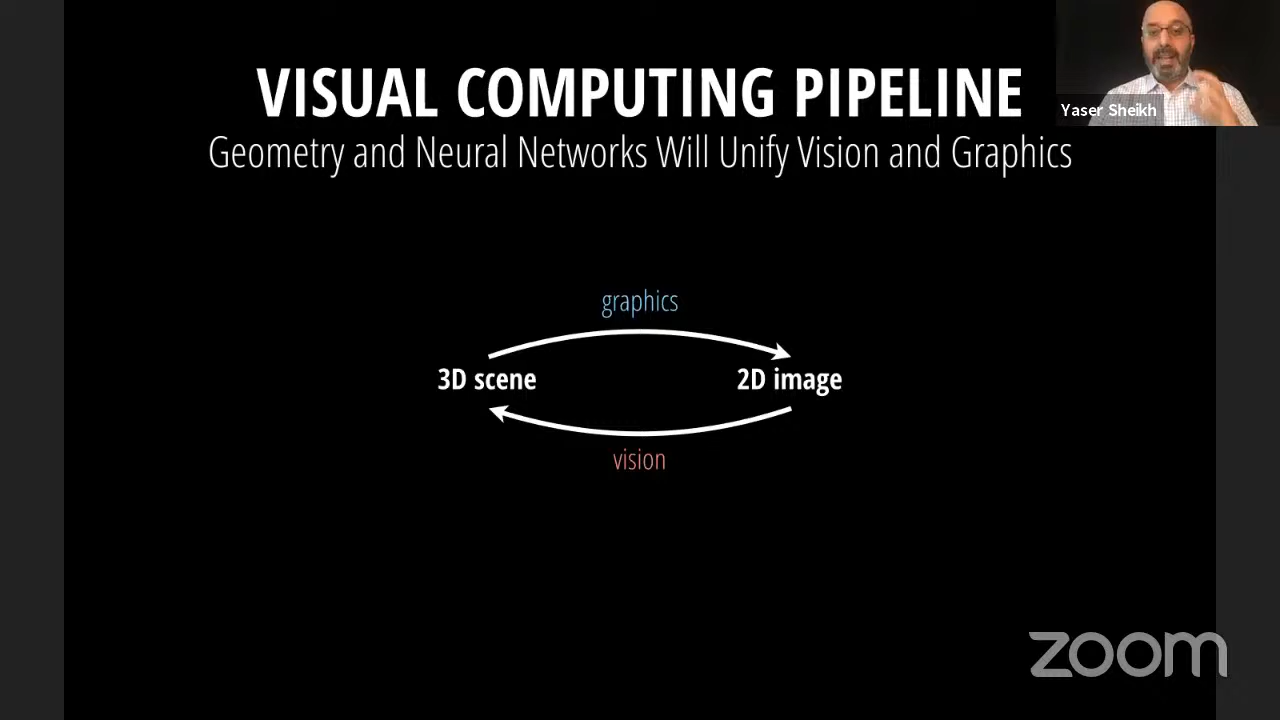 VISUAL COMPUTING PIPELINE
Yaser Sheikh
Geometry and Neural Networks Will Unify Vision and Graphics
graphics
3D scene
2D image
vision
zoom